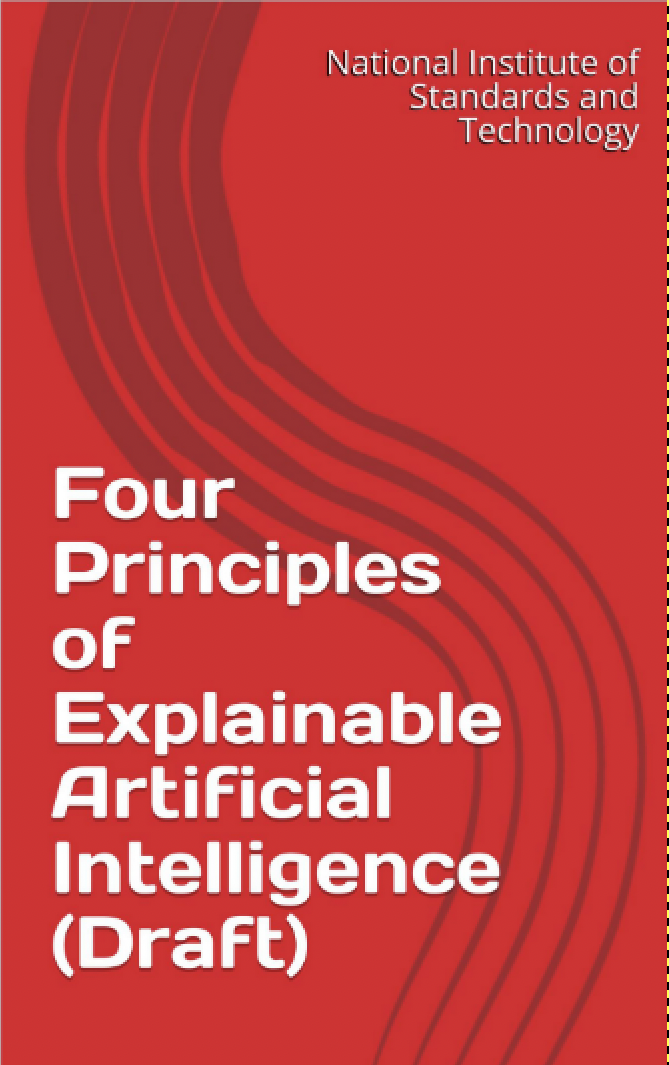 National Institute of
Standards and
Technology
Four
Principles
of
Explainable
Artificial
Intelligence
(Draft)